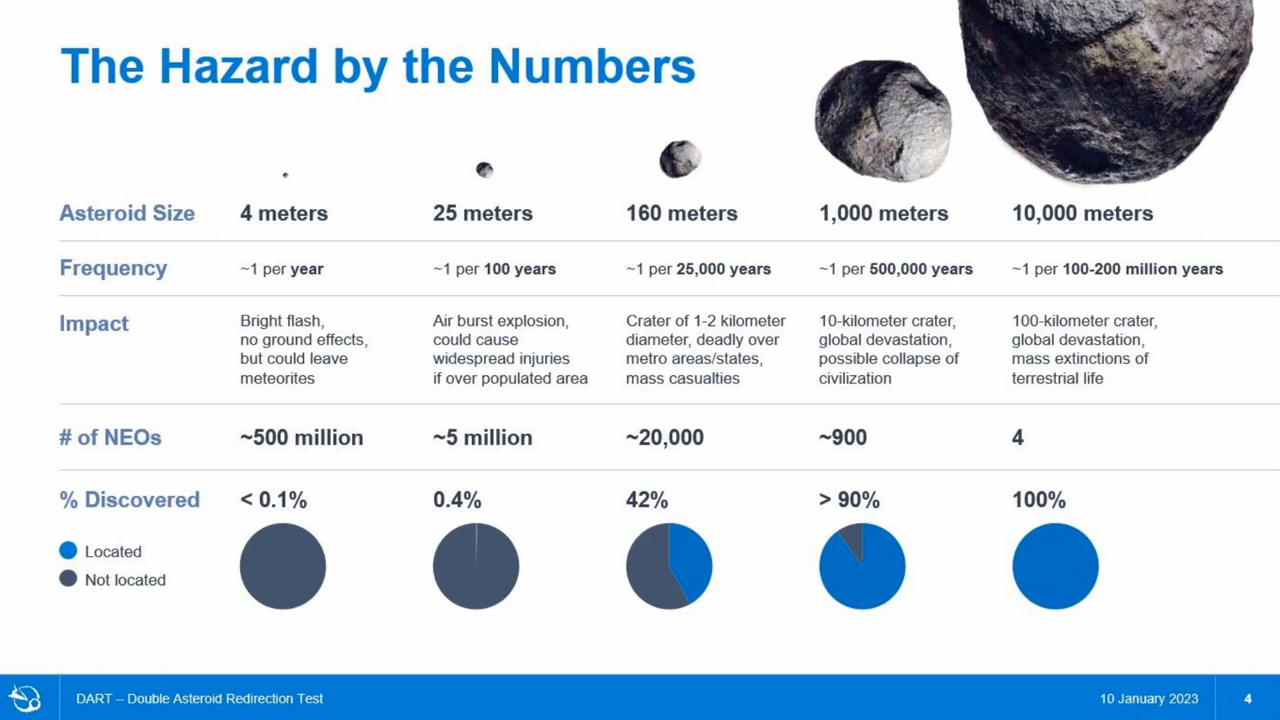 The Hazard by the Numbers
Asteroid Size 4 meters 25 meters 160 meters 1,000 meters 10,000 meters
Frequency ~1 per year ~1 per 100 years ~1 per 25,000 years ~1 per 500,000 years ~1 per 100-200 million years
Impact
Bright flash,
no ground effects,
but could leave
meteorites
Air burst explosion,
could cause
widespread injuries
if over populated area
Crater of 1-2 kilometer
diameter, deadly over
metro areas/states,
mass casualties
10-kilometer crater,
global devastation,
possible collapse of
civilization
100-kilometer crater,
global devastation,
mass extinctions of
terrestrial life
# of NEOs ~500 million ~5 million ~20,000 ~900 4
% Discovered < 0.1% 0.4% 42% > 90% 100%
Located
Not located
DART – Double Asteroid Redirection Test 10 January 2023 4